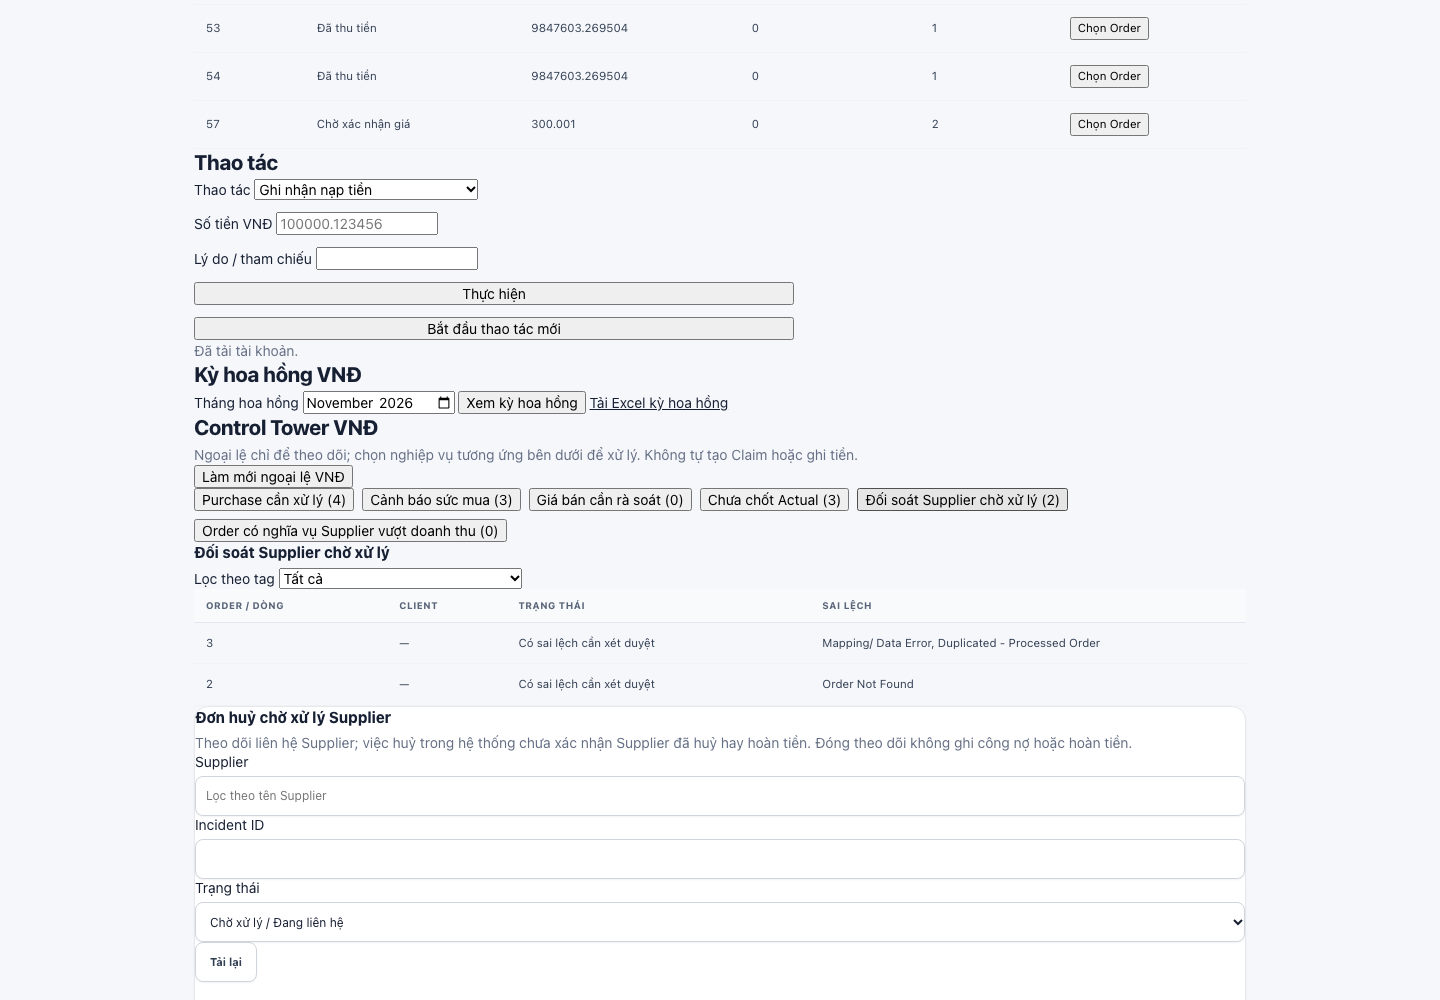 53 Đã thu tiền 9847603.269504 0 1 Chọn Order
54 Đã thu tiền 9847603.269504 0 1 Chọn Order
57 Chờ xác nhận giá 300.001 0 2 Chọn Order
Thao tác
Thao tác Ghi nhận nạp tiền
Số tiền VNĐ 100000.123456
Lý do / tham chiếu
Thực hiện
Bắt đầu thao tác mới
Đã tải tài khoản.
Kỳ hoa hồng VNĐ
Tháng hoa hồng November 2026 Xem kỳ hoa hồng Tải Excel kỳ hoa hồng
Control Tower VNĐ
Ngoại lệ chỉ để theo dõi; chọn nghiệp vụ tương ứng bên dưới để xử lý. Không tự tạo Claim hoặc ghi tiền.
Làm mới ngoại lệ VNĐ
Purchase cần xử lý (4) Cảnh báo sức mua (3) Giá bán cần rà soát (0) Chưa chốt Actual (3) Đối soát Supplier chờ xử lý (2)
Order có nghĩa vụ Supplier vượt doanh thu (0)
Đối soát Supplier chờ xử lý
Lọc theo tag Tất cả
ORDER / DÒNG CLIENT TRẠNG THÁI SAI LỆCH
3 — Có sai lệch cần xét duyệt Mapping/ Data Error, Duplicated - Processed Order
2 — Có sai lệch cần xét duyệt Order Not Found
Đơn huỷ chờ xử lý Supplier
Theo dõi liên hệ Supplier; việc huỷ trong hệ thống chưa xác nhận Supplier đã huỷ hay hoàn tiền. Đóng theo dõi không ghi công nợ hoặc hoàn tiền.
Supplier
Lọc theo tên Supplier
Incident ID
Trạng thái
Chờ xử lý / Đang liên hệ
Tải lại